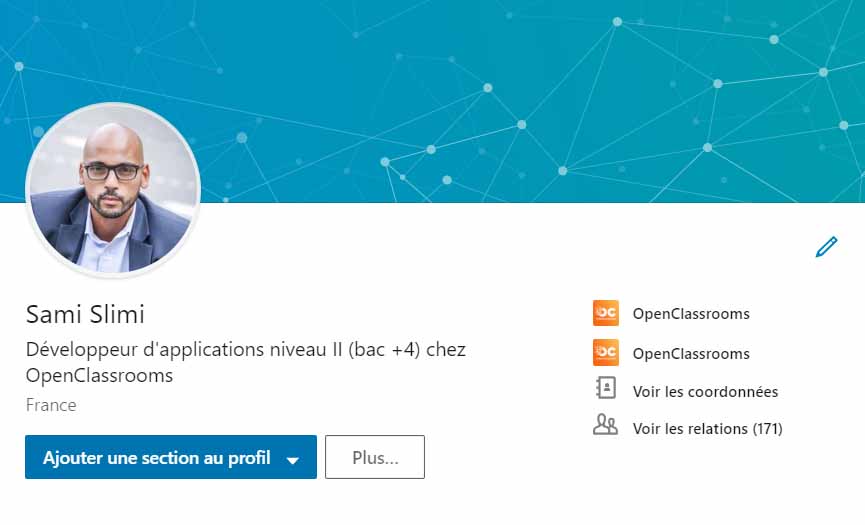 Sami Slimi
Développeur d'applications niveau II (bac +4) chez
OpenClassrooms
France
Ajouter une section au profil
Plus...
OC OpenClassrooms
OC OpenClassrooms
Voir les coordonnées
Voir les relations (171)